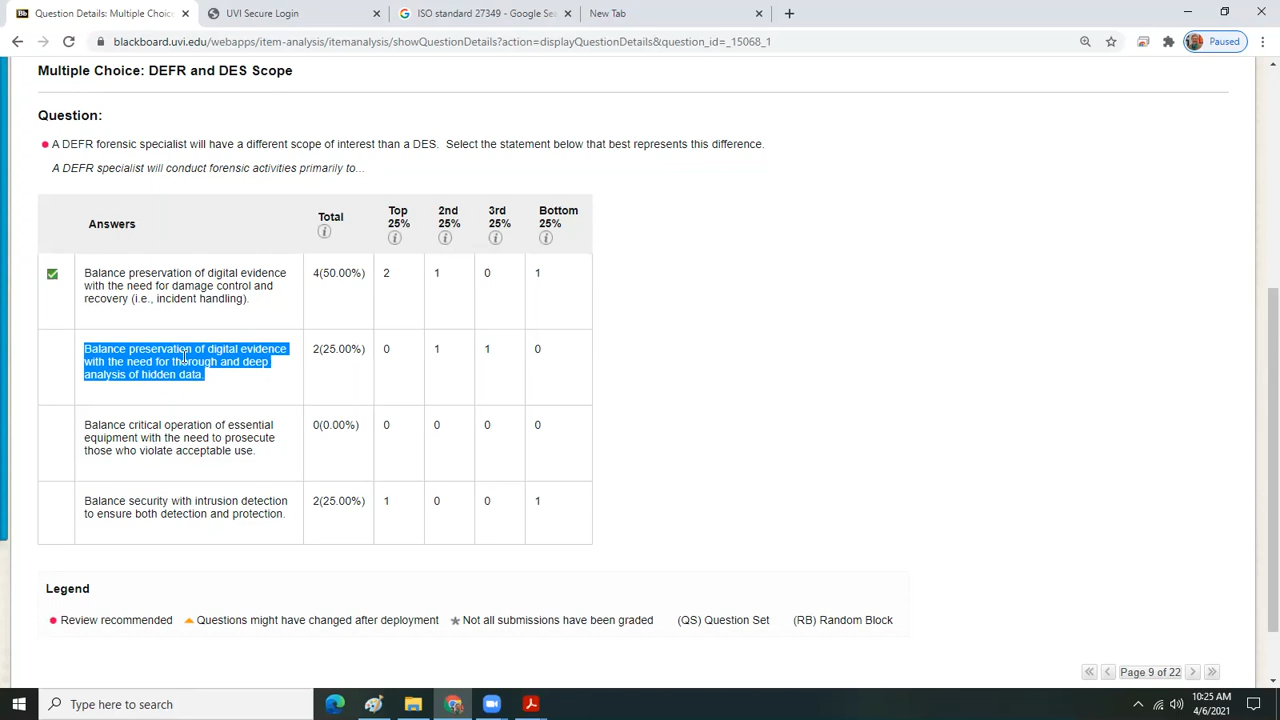 Question Details: Multiple Choic
UVI Secure Login
ISO standard 27349 - Google Sea
New Tab
blackboard.uvi.edu/webapps/item-analysis/itemanalysis/showQuestionDetails?action=displayQuestionDetails&question_id=_15068_1
Paused
Multiple Choice: DEFR and DES Scope
Question:
A DEFR forensic specialist will have a different scope of interest than a DES. Select the statement below that best represents this difference.
A DEFR specialist will conduct forensic activities primarily to...
Answers Total Top 25% 2nd 25% 3rd 25% Bottom 25%
Balance preservation of digital evidence 4(50.00%) 2 1 0 1
with the need for damage control and
recovery (i.e., incident handling).
Balance preservation of digital evidence 2(25.00%) 0 1 1 0
with the need for thorough and deep
analysis of hidden data.
Balance critical operation of essential 0(0.00%) 0 0 0 0
equipment with the need to prosecute
those who violate acceptable use.
Balance security with intrusion detection 2(25.00%) 1 0 0 1
to ensure both detection and protection.
Legend
Review recommended Questions might have changed after deployment Not all submissions have been graded (QS) Question Set (RB) Random Block
Page 9 of 22
Type here to search
10:25 AM
4/6/2021